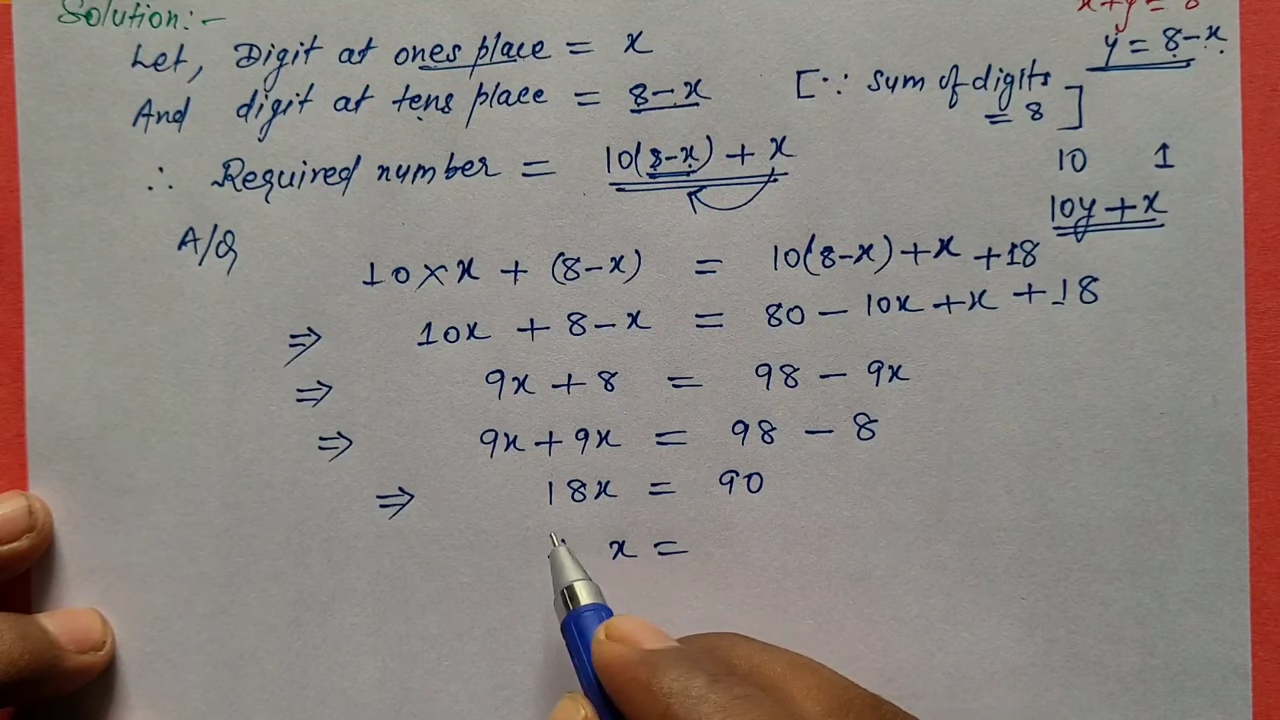 Solution:-
x+y = 8
Let, Digit at ones place = x
y = 8-x
And digit at tens place = 8-x [∵ Sum of digits = 8]
∴ Required number = 10(8-x) + x
10 1
10y + x
A/Q
10×x + (8-x) = 10(8-x)+x +18
⇒ 10x + 8-x = 80 - 10x + x + 18
⇒ 9x + 8 = 98 - 9x
⇒ 9x + 9x = 98 - 8
⇒ 18x = 90
x =